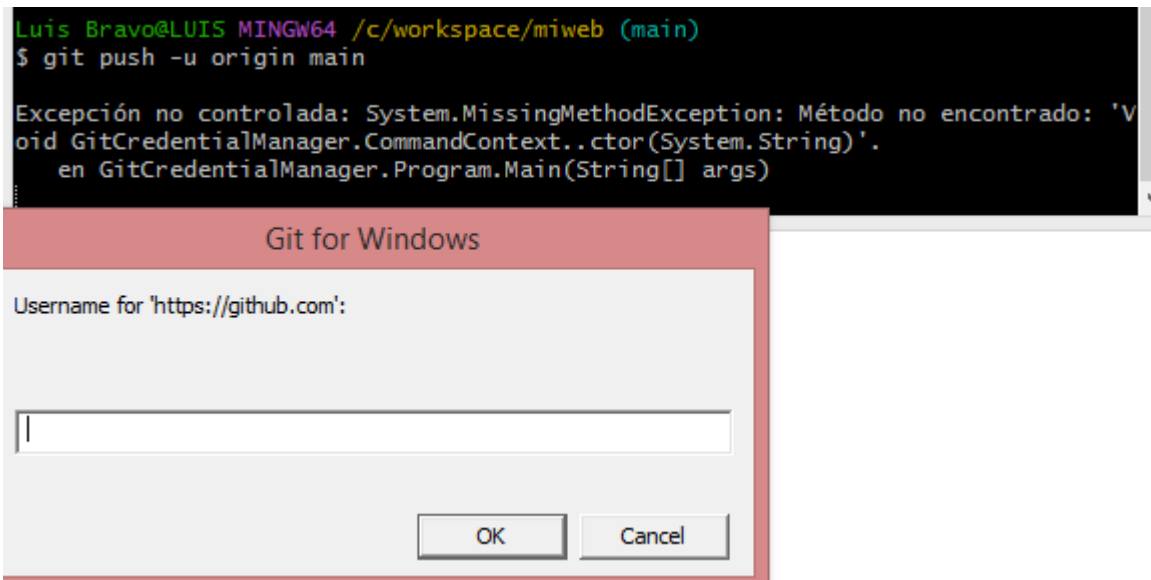 Luis Bravo@LUIS MINGW64 /c/workspace/miweb (main)
$ git push -u origin main
Excepción no controlada: System.MissingMethodException: Método no encontrado: 'V
oid GitCredentialManager.CommandContext..ctor(System.String)'.
en GitCredentialManager.Program.Main(String[] args)
Git for Windows
Username for 'https://github.com':
OK Cancel